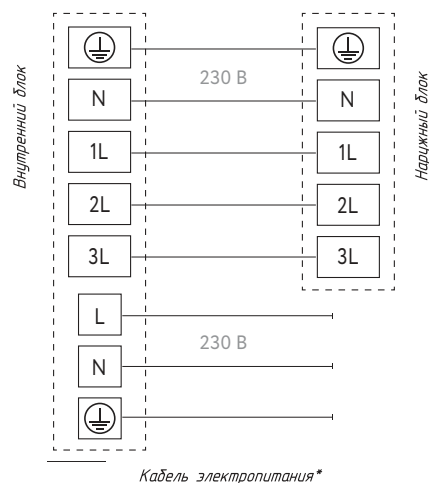 Внутренний блок
Наружный блок
230 В
N N
1L 1L
2L 2L
3L 3L
L
230 В
N
Кабель электропитания*